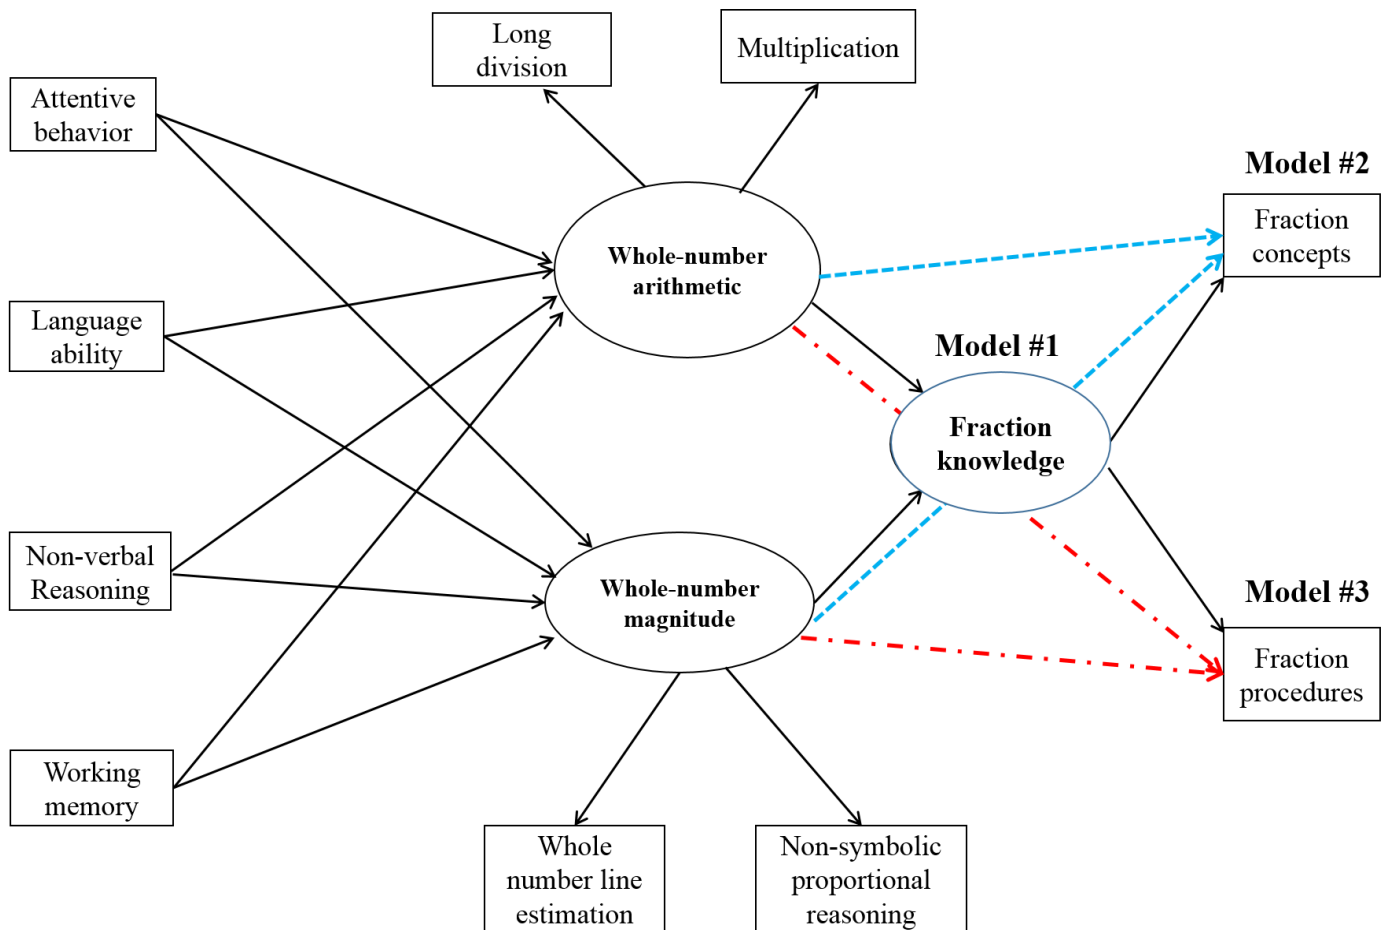 Long
division
Multiplication
Attentive
behavior
Model #2
Fraction
concepts
Whole-number
arithmetic
Language
ability
Model #1
Fraction
knowledge
Non-verbal
Reasoning
Whole-number
magnitude
Model #3
Fraction
procedures
Working
memory
Whole
number line
estimation
Non-symbolic
proportional
reasoning